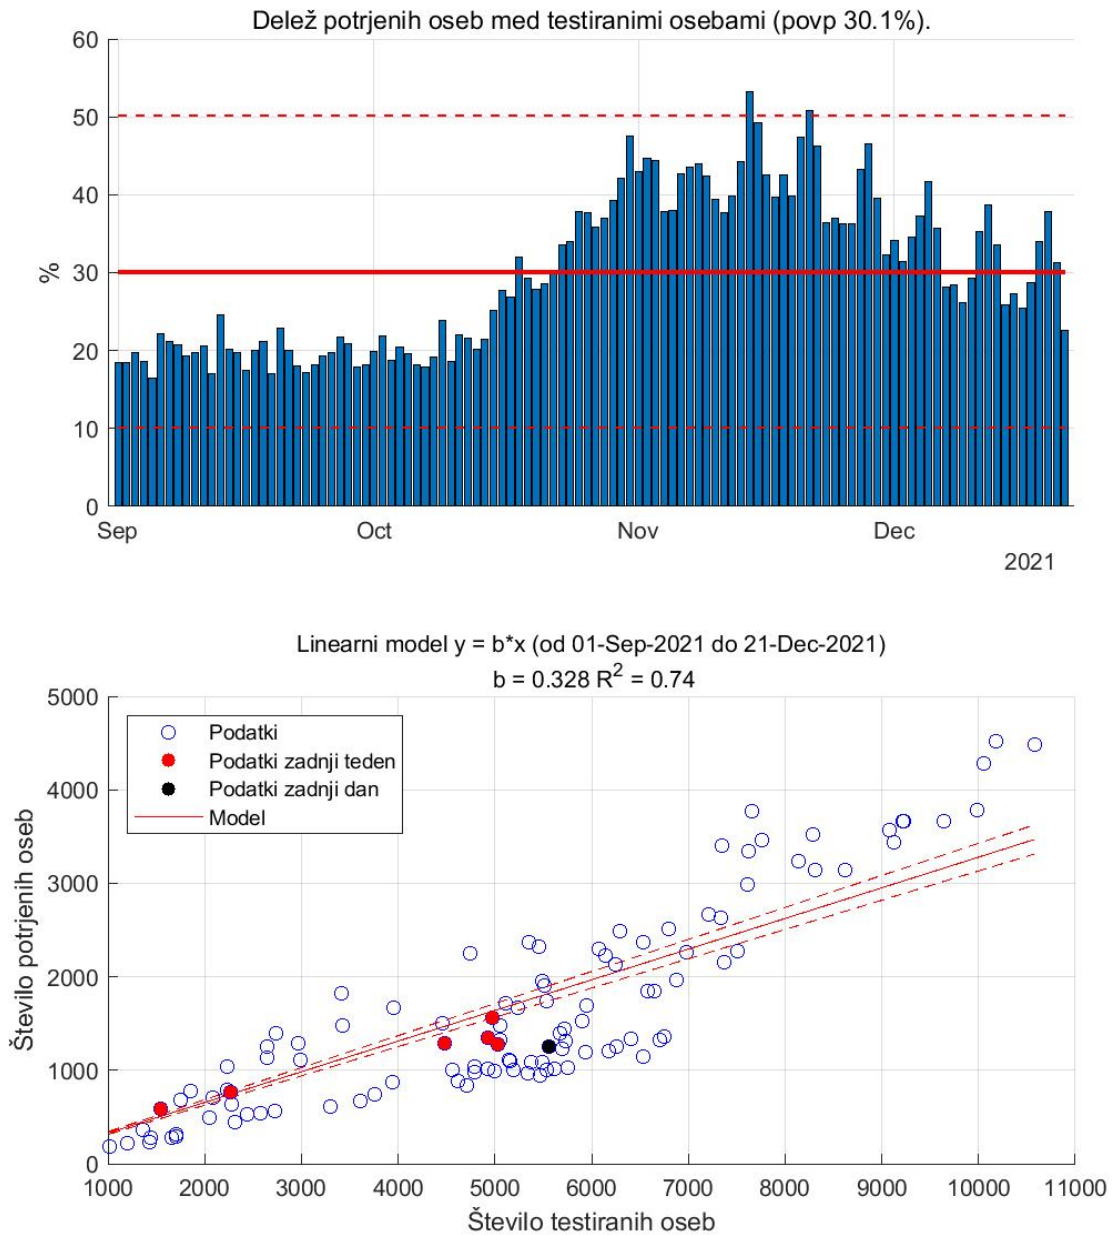 Delež potrjenih oseb med testiranimi osebami (povp 30.1%).
60
50
40
30
20
10
0
%
Sep Oct Nov Dec
2021
Linearni model y = b*x (od 01-Sep-2021 do 21-Dec-2021)
b = 0.328 R² = 0.74
5000
4000
3000
2000
1000
0
Število potrjenih oseb
Podatki
Podatki zadnji teden
Podatki zadnji dan
Model
1000 2000 3000 4000 5000 6000 7000 8000 9000 10000 11000
Število testiranih oseb